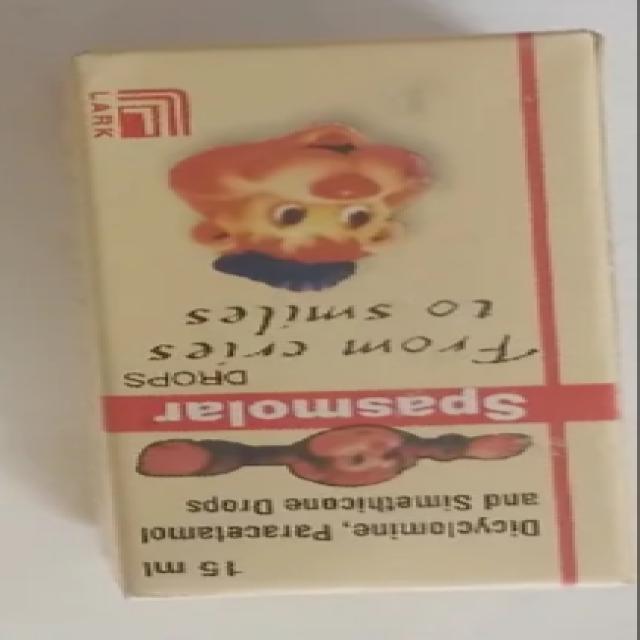 15 ml
Dicyclomine, Paracetamol
and Simethicone Drops
Spasmolar
DROPS
From cries
to smiles
LARK